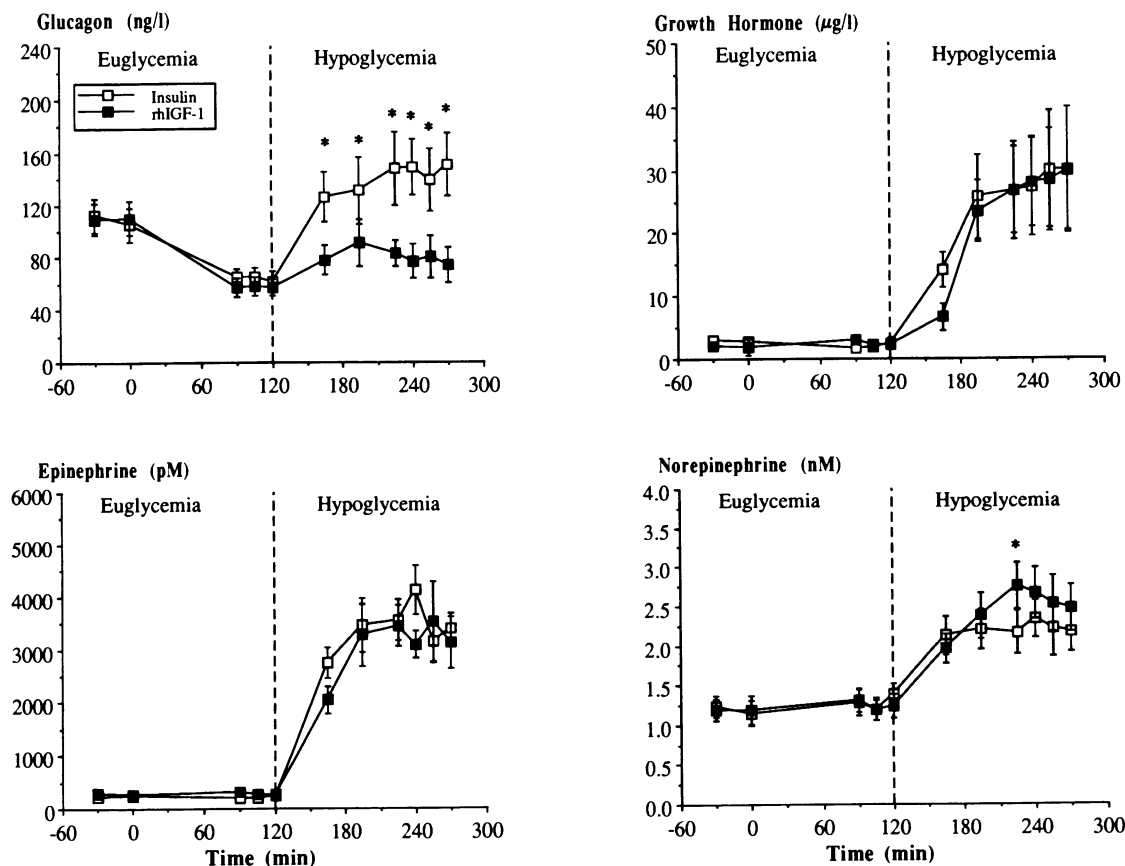 Glucagon (ng/l)
240
200
160
120
80
40
0
Euglycemia
Hypoglycemia
Insulin
rhIGF-1
* * * * * *
-60 0 60 120 180 240 300
Growth Hormone (µg/l)
50
40
30
20
10
0
Euglycemia
Hypoglycemia
-60 0 60 120 180 240 300
Epinephrine (pM)
6000
5000
4000
3000
2000
1000
0
Euglycemia
Hypoglycemia
-60 0 60 120 180 240 300
Time (min)
Norepinephrine (nM)
4.0
3.5
3.0
2.5
2.0
1.5
1.0
0.5
0.0
Euglycemia
Hypoglycemia
*
-60 0 60 120 180 240 300
Time (min)